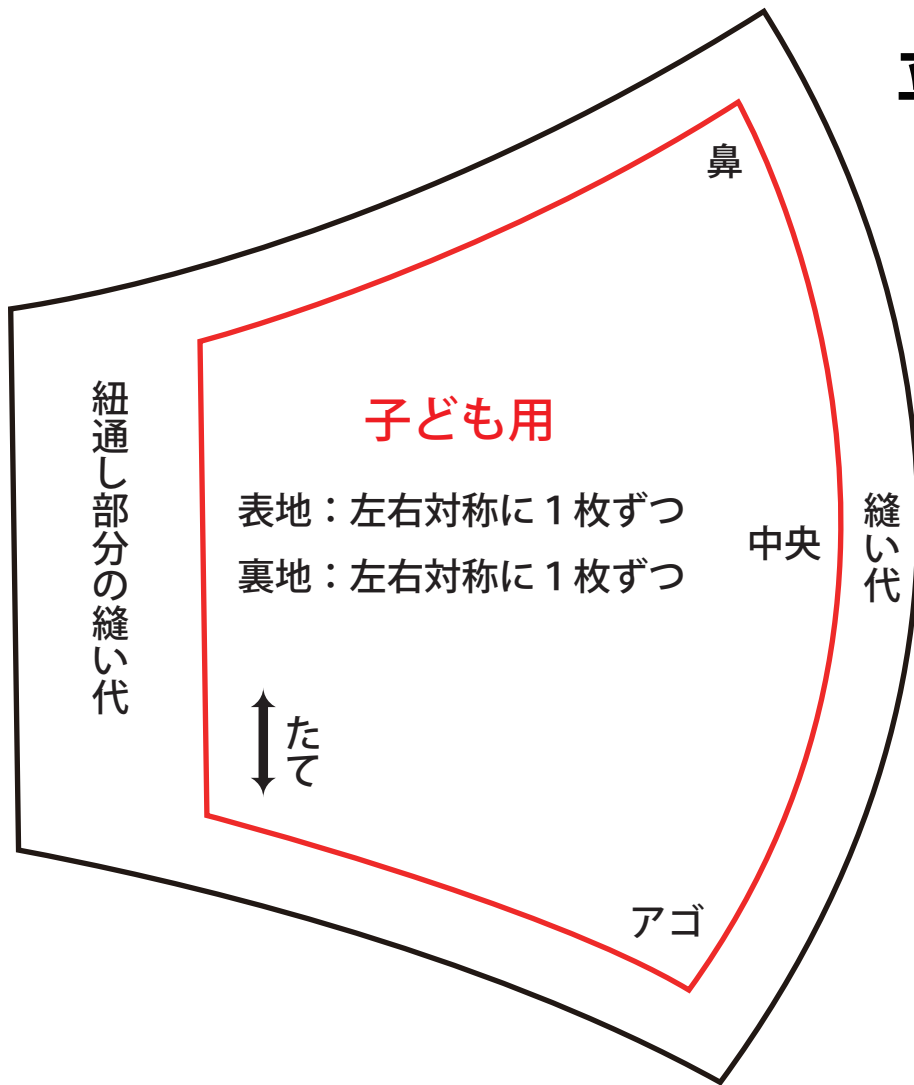 鼻
紐通し部分の縫い代
子ども用
表地：左右対称に１枚ずつ
裏地：左右対称に１枚ずつ
中央
縫い代
たて
アゴ